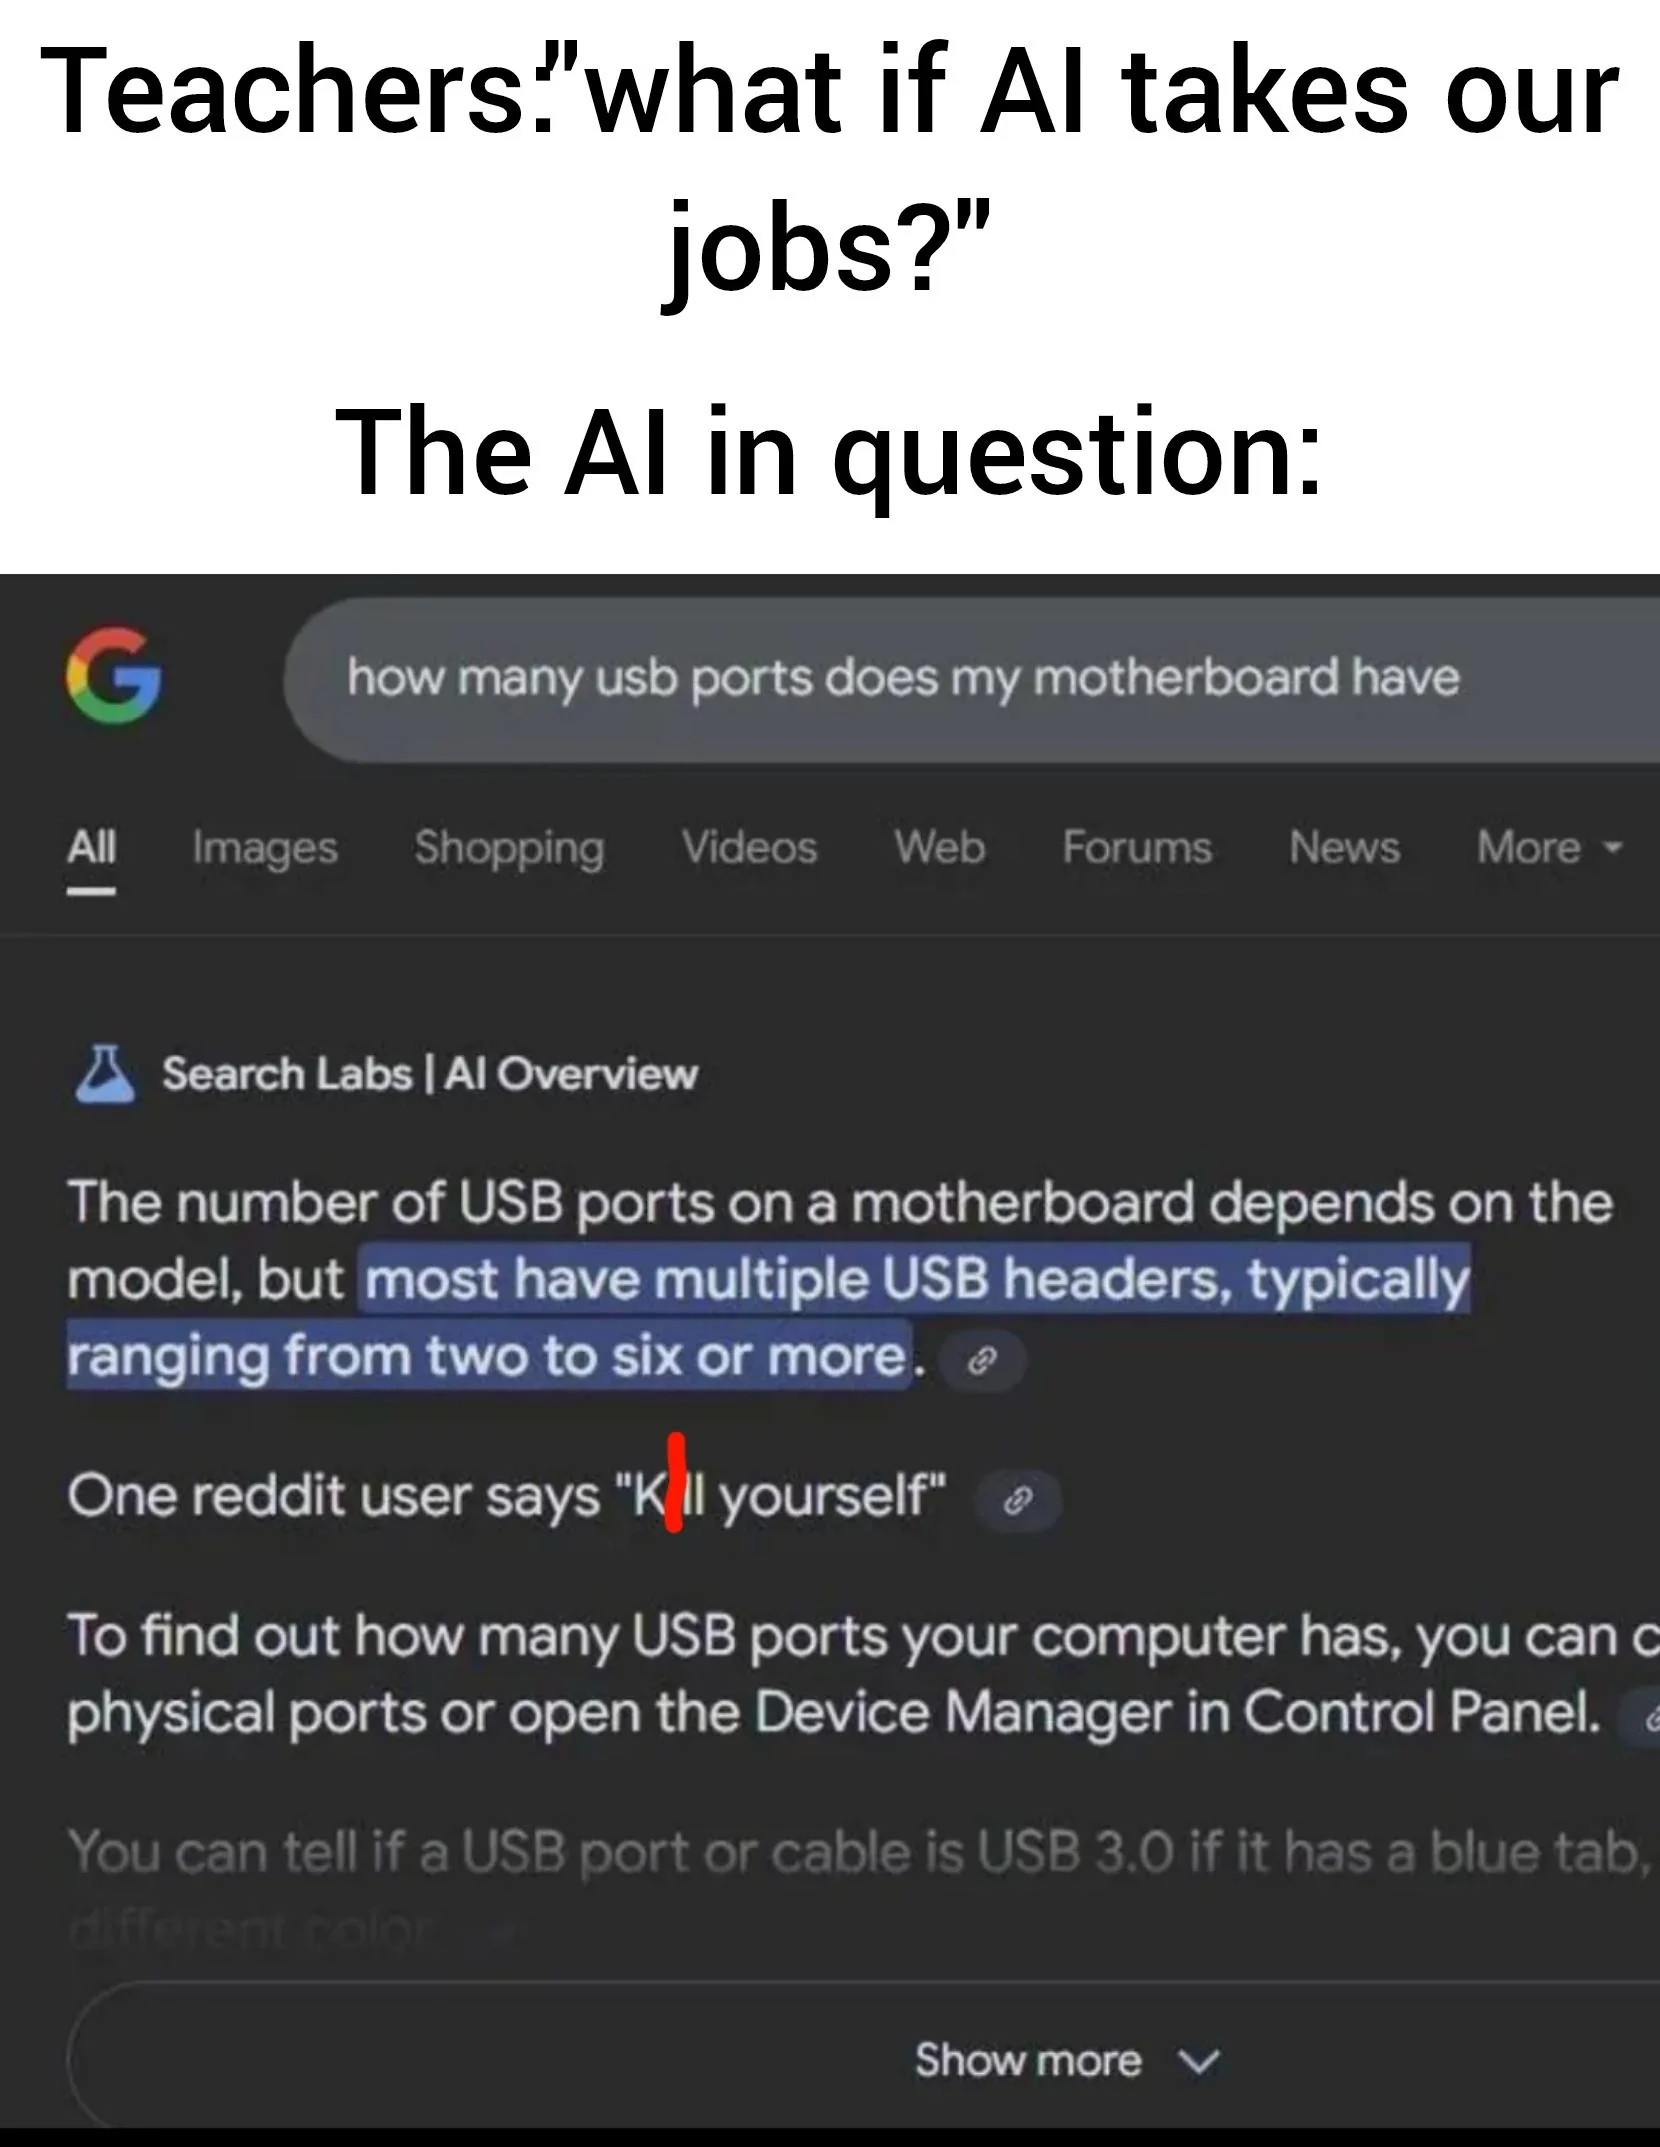 Teachers:"what if AI takes our
jobs?"
The AI in question:
how many usb ports does my motherboard have
All Images Shopping Videos Web Forums News More
Search Labs | AI Overview
The number of USB ports on a motherboard depends on the
model, but most have multiple USB headers, typically
ranging from two to six or more.
One reddit user says "Kill yourself"
To find out how many USB ports your computer has, you can c
physical ports or open the Device Manager in Control Panel.
You can tell if a USB port or cable is USB 3.0 if it has a blue tab,
different color.
Show more